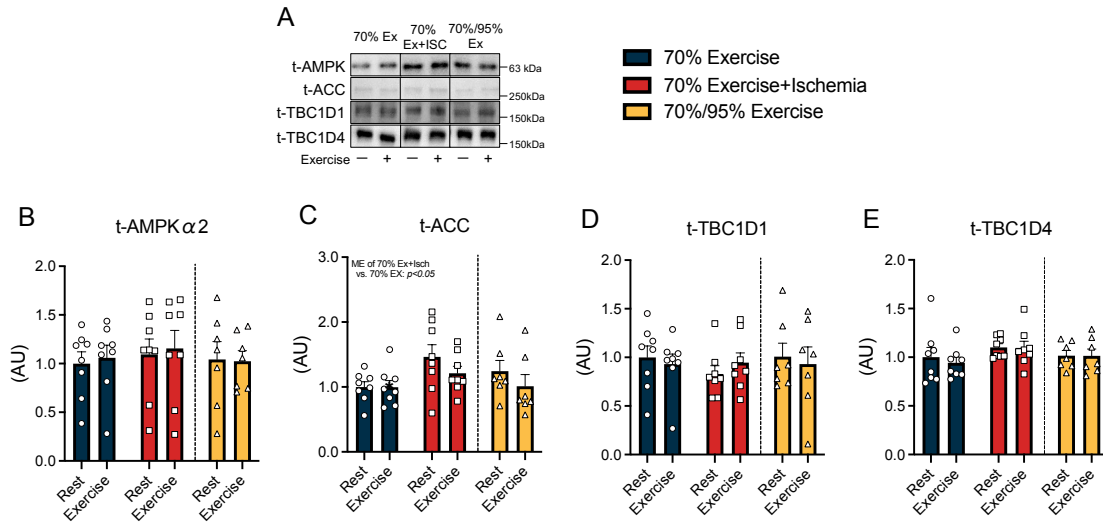 A
70% Ex
70%
Ex+ISC
70%/95%
Ex
t-AMPK
63 kDa
t-ACC
250kDa
t-TBC1D1
150kDa
t-TBC1D4
150kDa
Exercise — + — + — +
70% Exercise
70% Exercise+Ischemia
70%/95% Exercise
B
t-AMPKα2
(AU)
2.0
1.5
1.0
0.5
0.0
Rest
Exercise
Rest
Exercise
Rest
Exercise
C
t-ACC
ME of 70% Ex+Isch
vs. 70% EX: p<0.05
(AU)
3.0
2.0
1.0
0.0
Rest
Exercise
Rest
Exercise
Rest
Exercise
D
t-TBC1D1
(AU)
2.0
1.5
1.0
0.5
0.0
Rest
Exercise
Rest
Exercise
Rest
Exercise
E
t-TBC1D4
(AU)
2.0
1.5
1.0
0.5
0.0
Rest
Exercise
Rest
Exercise
Rest
Exercise